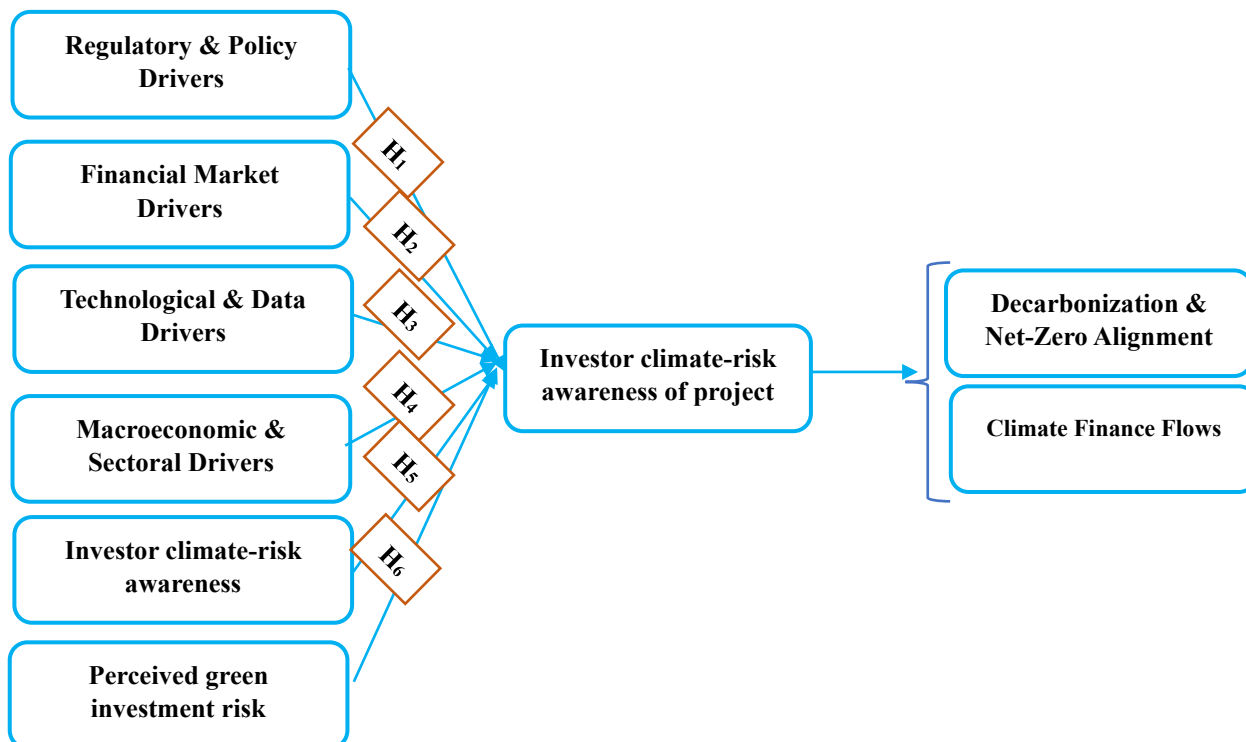 Regulatory & Policy
Drivers
H₁
Financial Market
Drivers
H₂
Technological & Data
Drivers
H₃
Macroeconomic &
Sectoral Drivers
H₄
Investor climate-risk
awareness
H₅
Perceived green
investment risk
H₆
Investor climate-risk
awareness of project
Decarbonization &
Net-Zero Alignment
Climate Finance Flows